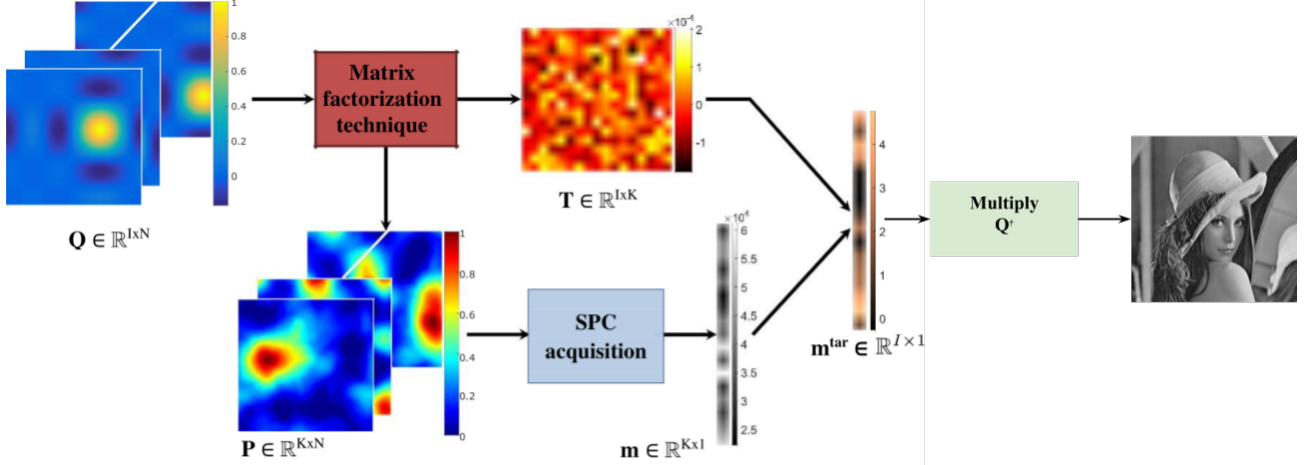 1
0.8
0.6
0.4
0.2
0
Q ∈ ℝ^IxN
Matrix
factorization
technique
×10^-4
2
1
0
-1
T ∈ ℝ^IxK
1
0.8
0.6
0.4
0.2
0
P ∈ ℝ^KxN
SPC
acquisition
×10^4
6
5.5
5
4.5
4
3.5
3
2.5
m ∈ ℝ^Kx1
4
3
2
1
0
m^tar ∈ ℝ^I×1
Multiply
Q^†